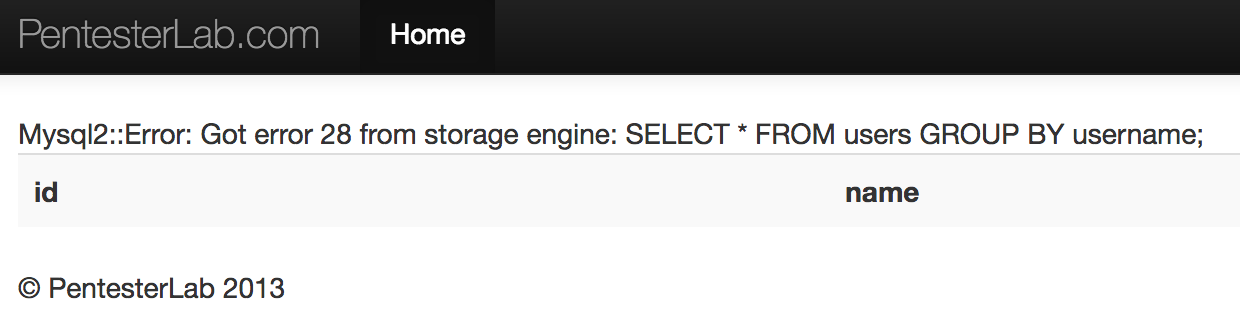 PentesterLab.com Home
Mysql2::Error: Got error 28 from storage engine: SELECT * FROM users GROUP BY username;
id name
© PentesterLab 2013